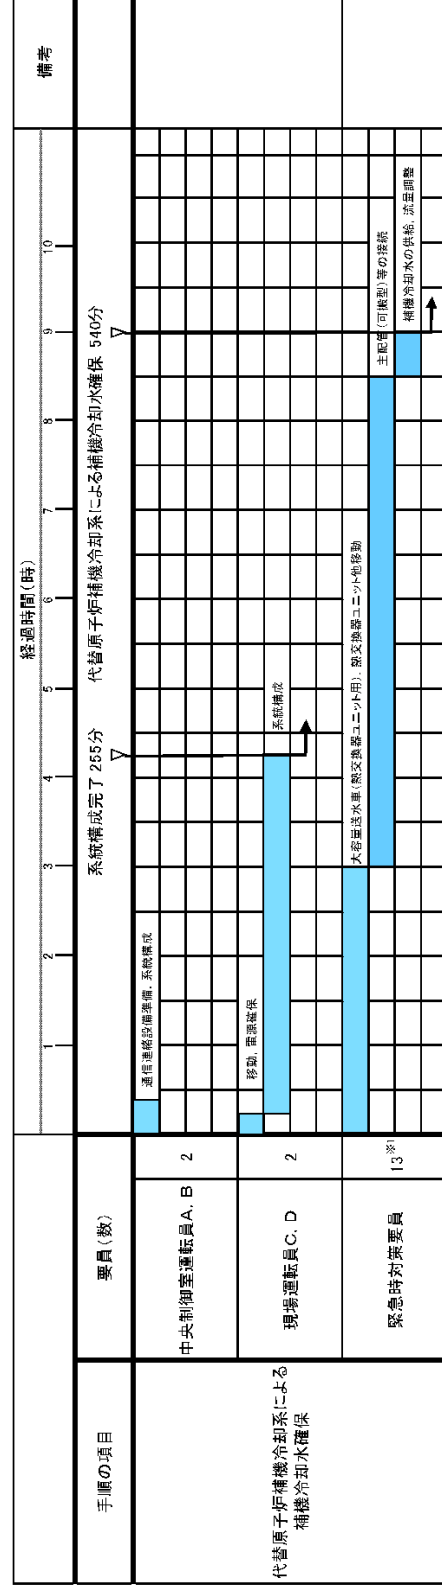 手順の項目
要員(数)
経過時間(時)
備考
1
2
3
4
5
6
7
8
9
10
系統構成完了 255分
代替原子炉補機冷却系による補機冷却水確保 540分
代替原子炉補機冷却系による
補機冷却水確保
中央制御室運転員A, B
2
通信連絡設備準備, 系統構成
現場運転員C, D
2
移動, 電源確保
系統構成
緊急時対策要員
13※1
大容量送水車(熱交換器ユニット用), 熱交換器ユニット他移動
主配管(可搬型)等の接続
補機冷却水の供給, 流量調整